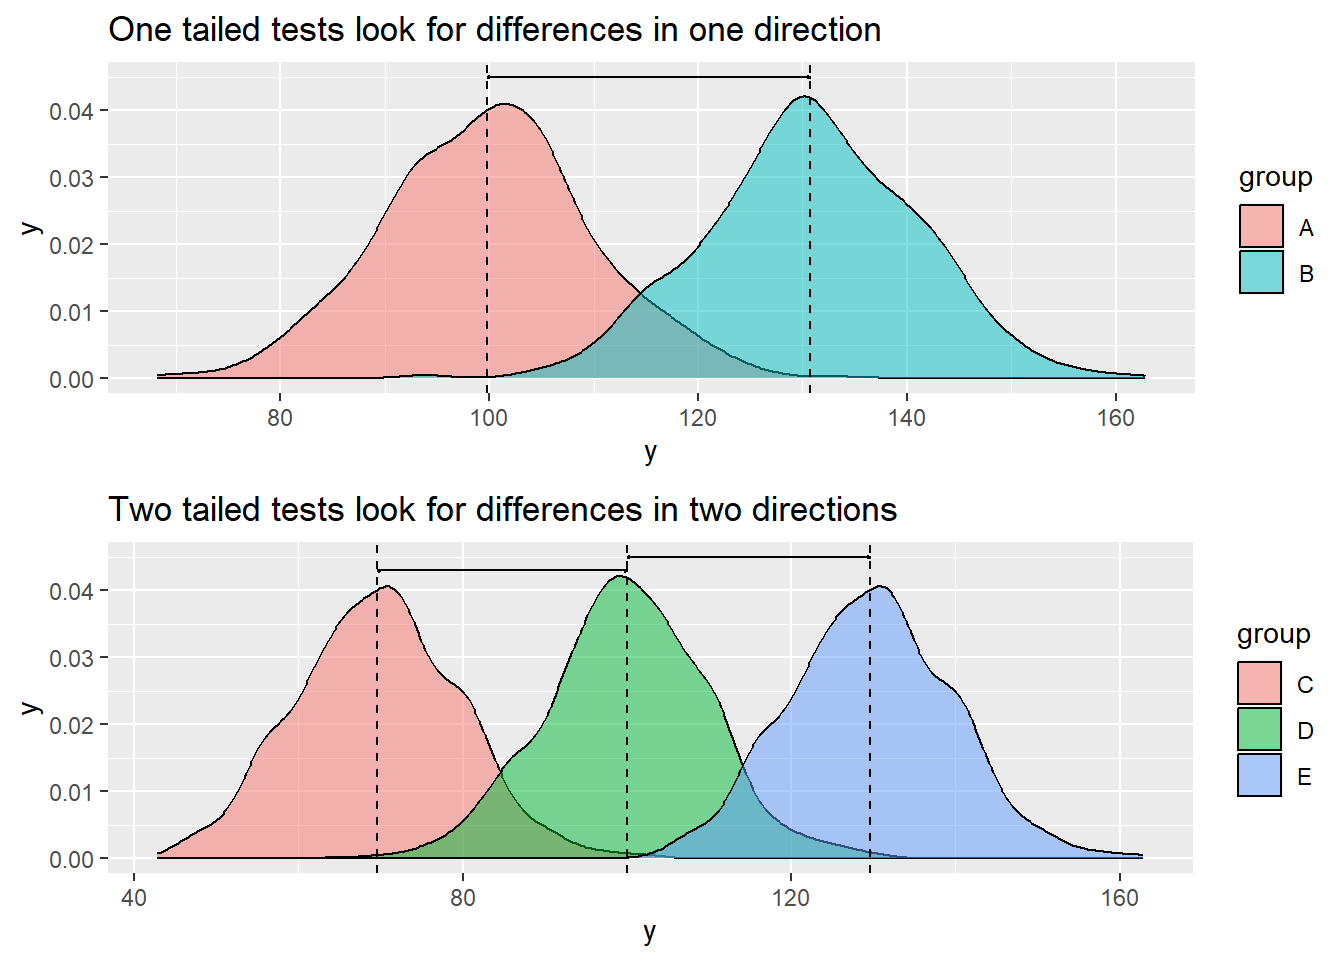 One tailed tests look for differences in one direction
0.04
0.03
0.02
0.01
0.00
y
80 100 120 140 160
y
group
A
B
Two tailed tests look for differences in two directions
0.04
0.03
0.02
0.01
0.00
y
40 80 120 160
y
group
C
D
E